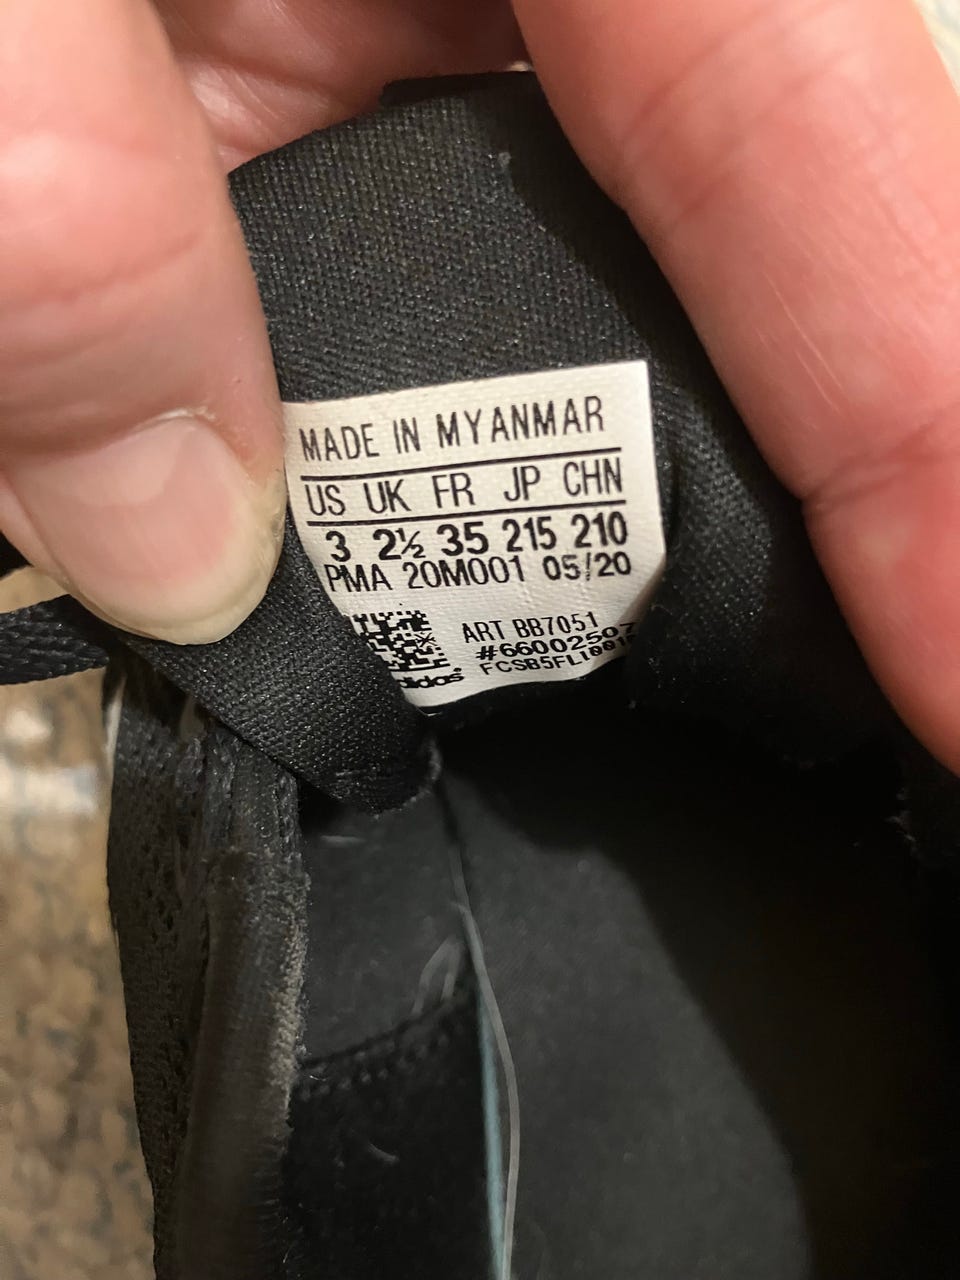 MADE IN MYANMAR
US UK FR JP CHN
3 2½ 35 215 210
PMA 20M001 05/20
ART BB7051
#66002507
adidas